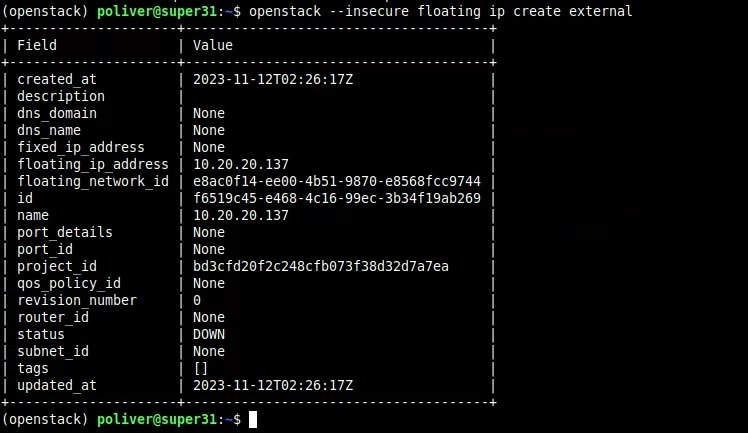 (openstack) poliver@super31:~$ openstack --insecure floating ip create external
+---------------------+--------------------------------------+
| Field               | Value                                |
+---------------------+--------------------------------------+
| created_at          | 2023-11-12T02:26:17Z                 |
| description         |                                      |
| dns_domain          | None                                 |
| dns_name            | None                                 |
| fixed_ip_address    | None                                 |
| floating_ip_address | 10.20.20.137                         |
| floating_network_id | e8ac0f14-ee00-4b51-9870-e8568fcc9744 |
| id                  | f6519c45-e468-4c16-99ec-3b34f19ab269 |
| name                | 10.20.20.137                         |
| port_details        | None                                 |
| port_id             | None                                 |
| project_id          | bd3cfd20f2c248cfb073f38d32d7a7ea     |
| qos_policy_id       | None                                 |
| revision_number     | 0                                    |
| router_id           | None                                 |
| status              | DOWN                                 |
| subnet_id           | None                                 |
| tags                | []                                   |
| updated_at          | 2023-11-12T02:26:17Z                 |
+---------------------+--------------------------------------+
(openstack) poliver@super31:~$